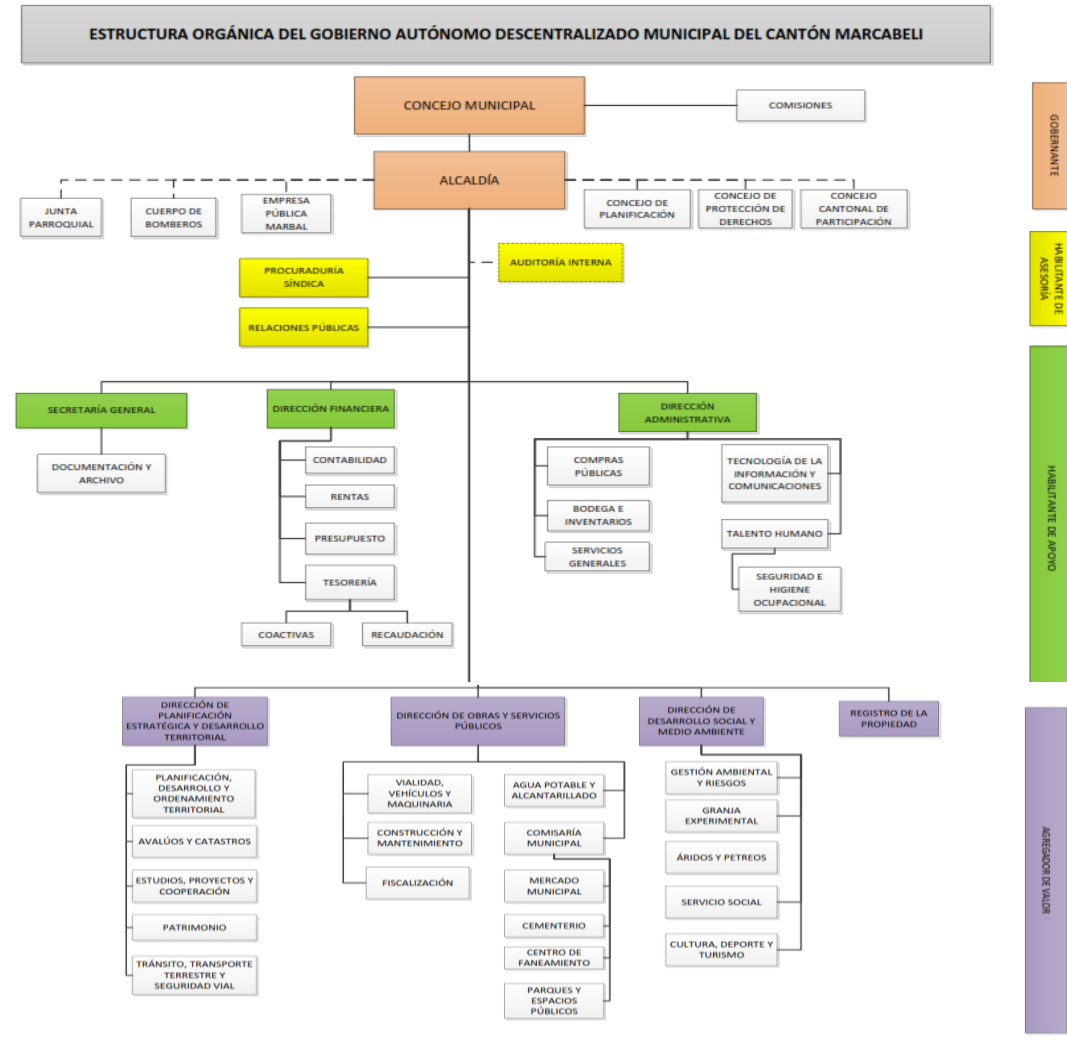 ESTRUCTURA ORGÁNICA DEL GOBIERNO AUTÓNOMO DESCENTRALIZADO MUNICIPAL DEL CANTÓN MARCABELI
CONCEJO MUNICIPAL
COMISIONES
GOBERNANTE
ALCALDÍA
JUNTA
PARROQUIAL
CUERPO DE
BOMBEROS
EMPRESA
PÚBLICA
MARBAL
CONCEJO DE
PLANIFICACIÓN
CONCEJO DE
PROTECCIÓN DE
DERECHOS
CONCEJO
CANTONAL DE
PARTICIPACIÓN
HABILITANTE DE
ASESORÍA
AUDITORÍA INTERNA
PROCURADURÍA
SÍNDICA
RELACIONES PÚBLICAS
HABILITANTE DE APOYO
SECRETARÍA GENERAL
DOCUMENTACIÓN Y
ARCHIVO
DIRECCIÓN FINANCIERA
CONTABILIDAD
RENTAS
PRESUPUESTO
TESORERÍA
COACTIVAS
RECAUDACIÓN
DIRECCIÓN
ADMINISTRATIVA
COMPRAS
PÚBLICAS
BODEGA E
INVENTARIOS
SERVICIOS
GENERALES
TECNOLOGÍA DE LA
INFORMACIÓN Y
COMUNICACIONES
TALENTO HUMANO
SEGURIDAD E
HIGIENE
OCUPACIONAL
AGREGADOR DE VALOR
DIRECCIÓN DE
PLANIFICACIÓN
ESTRATÉGICA Y DESARROLLO
TERRITORIAL
PLANIFICACIÓN,
DESARROLLO Y
ORDENAMIENTO
TERRITORIAL
AVALÚOS Y CATASTROS
ESTUDIOS, PROYECTOS Y
COOPERACIÓN
PATRIMONIO
TRÁNSITO, TRANSPORTE
TERRESTRE Y
SEGURIDAD VIAL
DIRECCIÓN DE OBRAS Y SERVICIOS
PÚBLICOS
VIALIDAD,
VEHÍCULOS Y
MAQUINARIA
CONSTRUCCIÓN Y
MANTENIMIENTO
FISCALIZACIÓN
AGUA POTABLE Y
ALCANTARILLADO
COMISARÍA
MUNICIPAL
MERCADO
MUNICIPAL
CEMENTERIO
CENTRO DE
FANEAMIENTO
PARQUES Y
ESPACIOS
PÚBLICOS
DIRECCIÓN DE
DESARROLLO SOCIAL Y
MEDIO AMBIENTE
GESTIÓN AMBIENTAL
Y RIESGOS
GRANJA
EXPERIMENTAL
ÁRIDOS Y PETREOS
SERVICIO SOCIAL
CULTURA, DEPORTE Y
TURISMO
REGISTRO DE LA
PROPIEDAD